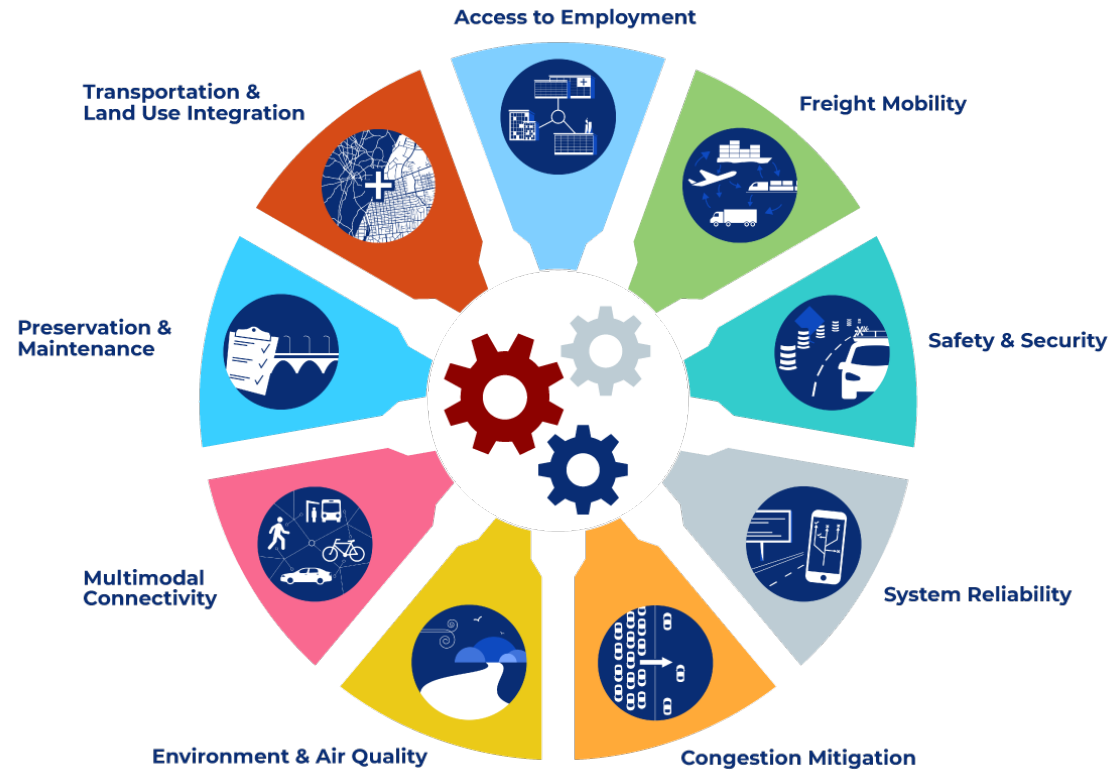 Access to Employment
Freight Mobility
Safety & Security
System Reliability
Congestion Mitigation
Environment & Air Quality
Multimodal
Connectivity
Preservation &
Maintenance
Transportation &
Land Use Integration